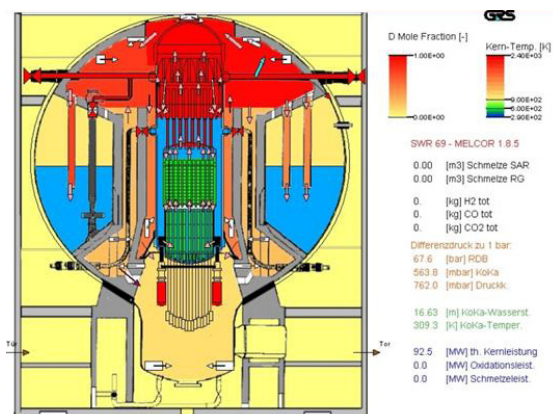 GRS
D Mole Fraction [-]
Kern-Temp. [K]
1.00E+00
0.00E+00
2.40E+03
9.00E+02
6.00E+02
2.90E+02
SWR 69 - MELCOR 1.8.5
0.00 [m3] Schmelze SAR
0.00 [m3] Schmelze RG
0. [kg] H2 tot
0. [kg] CO tot
0. [kg] CO2 tot
Differenzdruck zu 1 bar:
67.6 [bar] RDB
563.8 [mbar] KoKa
762.0 [mbar] Druckk.
16.63 [m] KoKa-Wasserst.
309.3 [K] KoKa-Temper.
92.5 [MW] th. Kernleistung
0.0 [MW] Oxidationsleist.
0.0 [MW] Schmelzeleist.
Tür
Tor